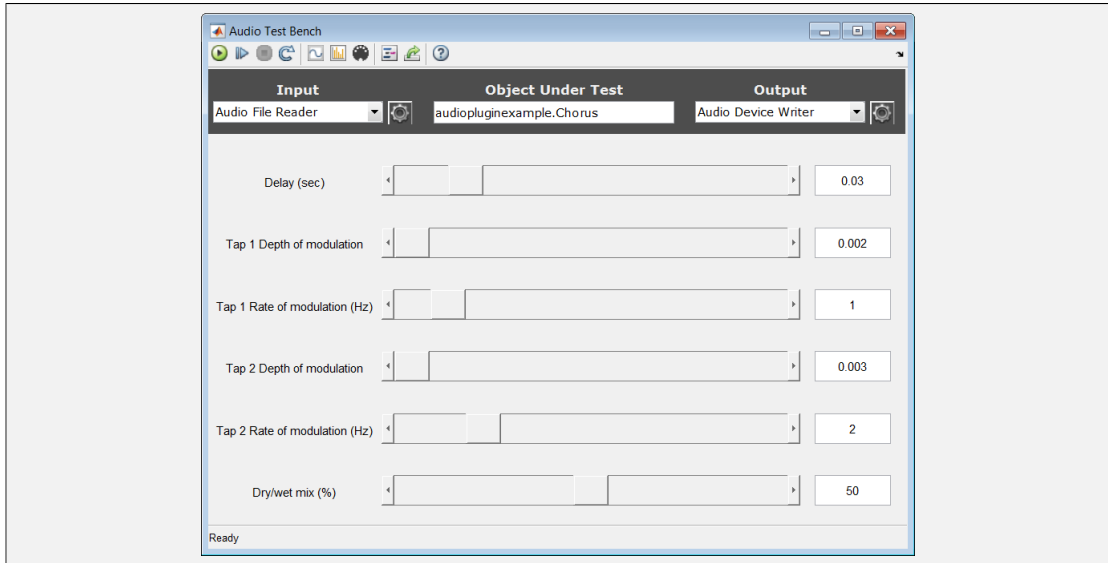 Audio Test Bench
Input Object Under Test Output
Audio File Reader audiopluginexample.Chorus Audio Device Writer
Delay (sec) 0.03
Tap 1 Depth of modulation 0.002
Tap 1 Rate of modulation (Hz) 1
Tap 2 Depth of modulation 0.003
Tap 2 Rate of modulation (Hz) 2
Dry/wet mix (%) 50
Ready